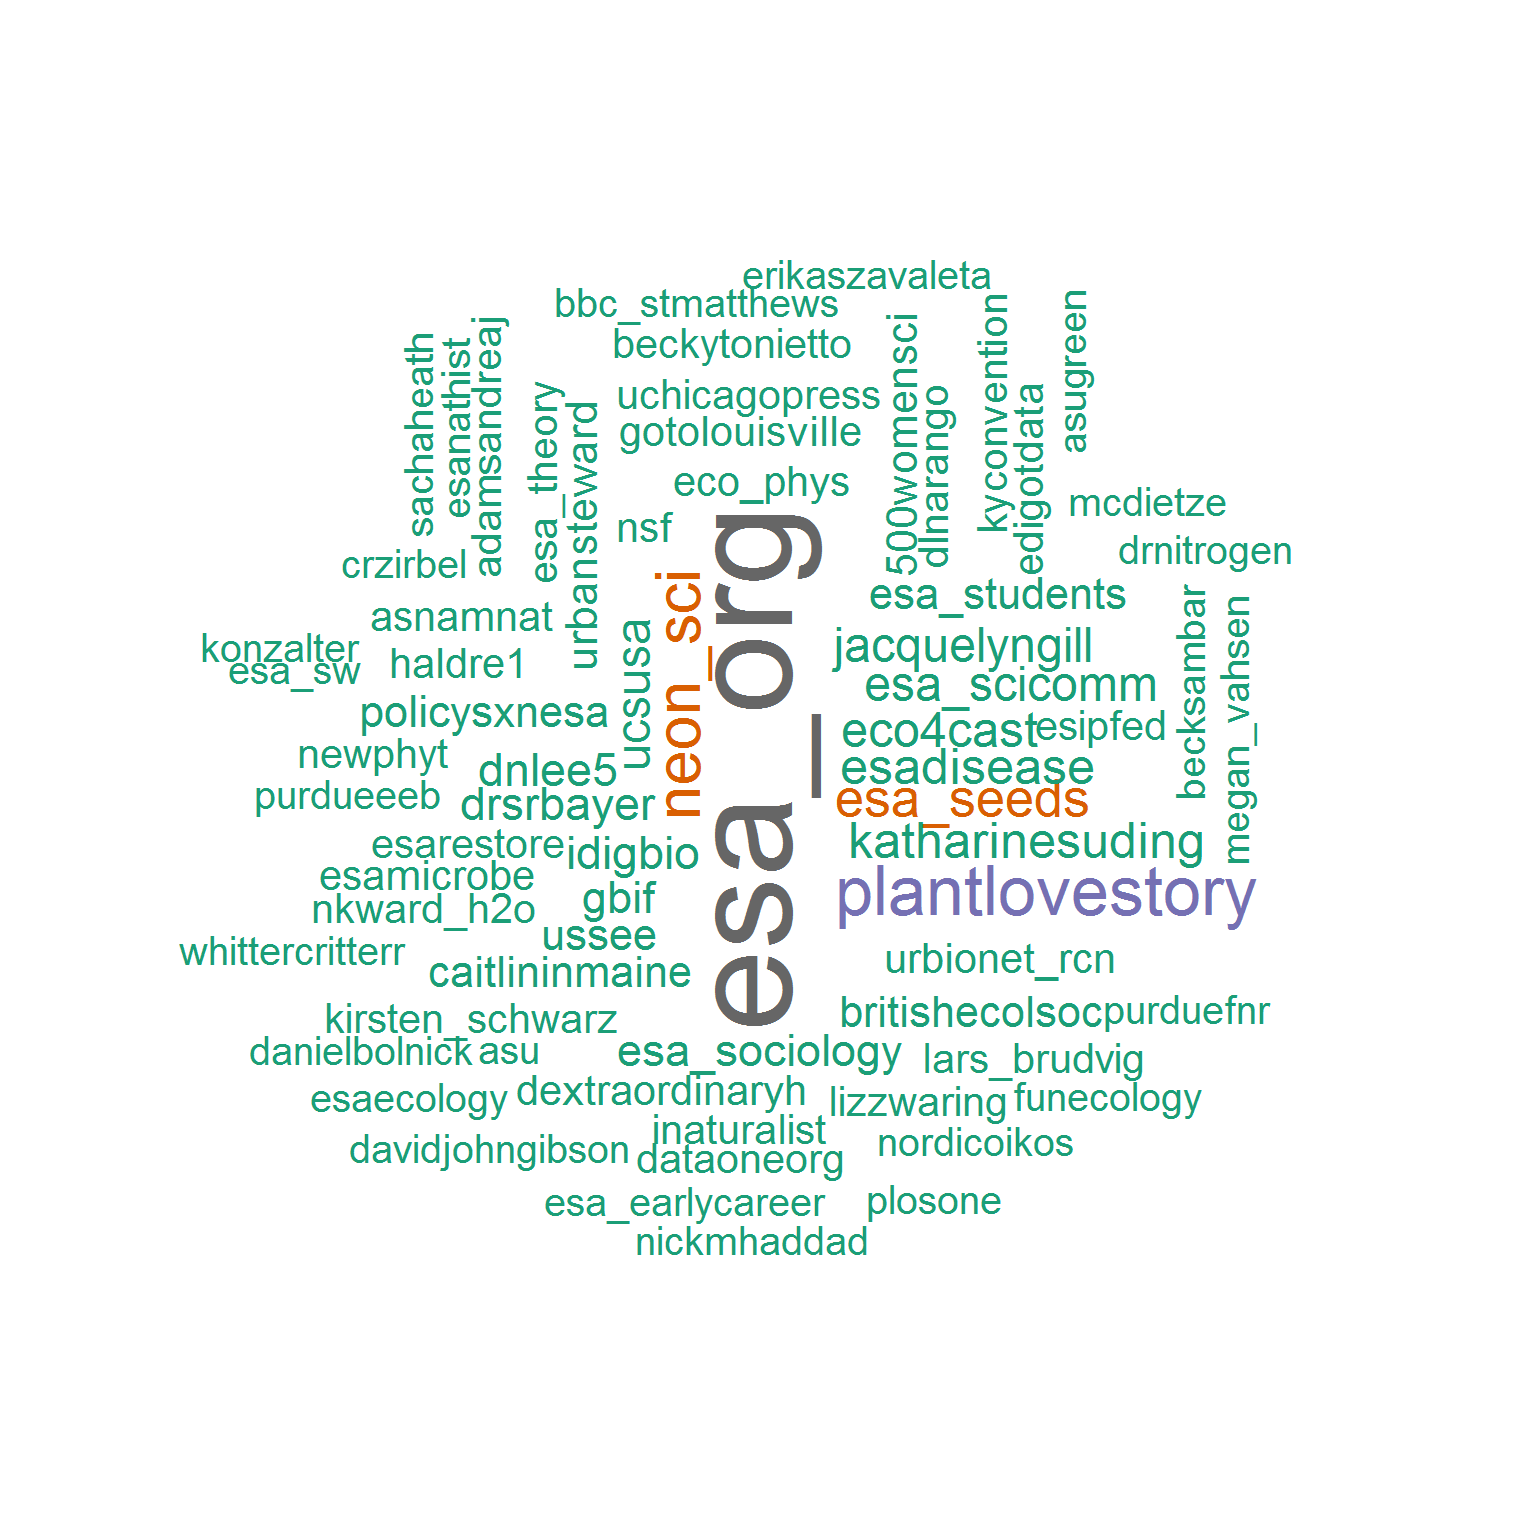 erikaszavaleta
bbc_stmatthews
beckytonietto
uchicagopress
gotolouisville
eco_phys
nsf
sachaheath
esanathist
adamsandreaj
esa_theory
urbansteward
500womensci
dlnarango
kyconvention
edigotdata
asugreen
mcdietze
drnitrogen
crzirbel
asnamnat
konzalter
esa_sw
haldre1
policysxnesa
ucsusa
neon_sci
esa_org
esa_students
jacquelyngill
esa_scicomm
eco4cast
esipfed
esadisease
esa_seeds
becksambar
megan_vahsen
katharinesuding
plantlovestory
newphyt
dnlee5
purdueeeb
drsrbayer
esarestore
idigbio
esamicrobe
gbif
nkward_h2o
ussee
whittercritterr
caitlininmaine
urbionet_rcn
kirsten_schwarz
britishecolsoc
purduefnr
danielbolnick
asu
esa_sociology
lars_brudvig
esaecology
dextraordinaryh
lizzwaring
funecology
inaturalist
davidjohngibson
dataoneorg
nordicoikos
esa_earlycareer
plosone
nickmhaddad